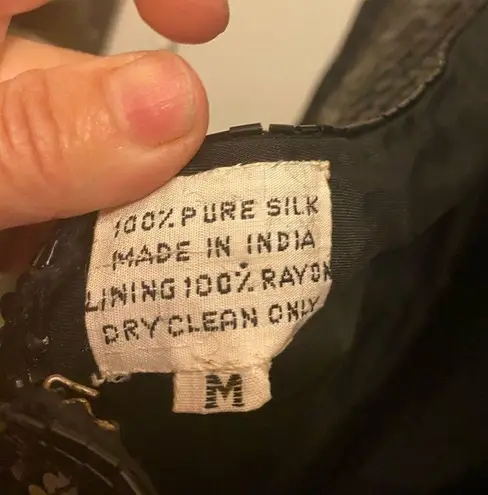 100% PURE SILK
MADE IN INDIA
LINING 100% RAYON
DRY CLEAN ONLY
M